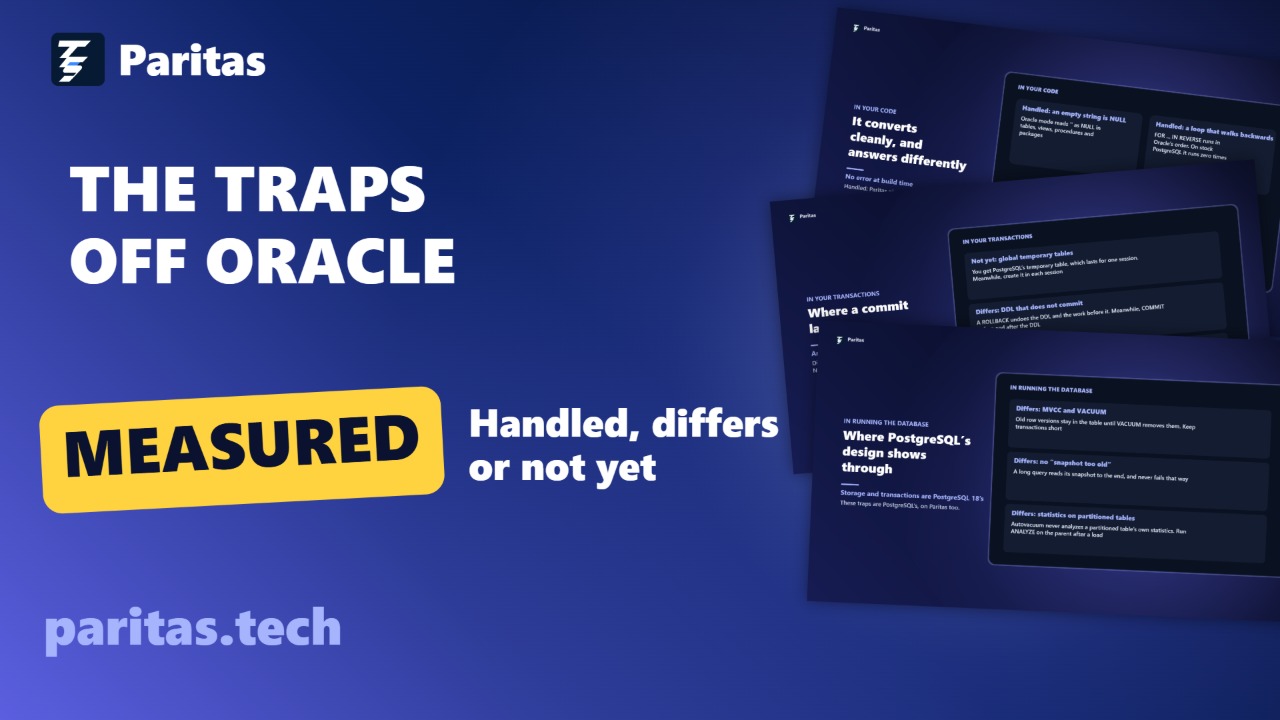 Paritas
THE TRAPS
OFF ORACLE
MEASURED
Handled, differs
or not yet
paritas.tech
Paritas
IN YOUR CODE
It converts
cleanly, and
answers differently
No error at build time
IN YOUR CODE
Handled: an empty string is NULL
Oracle mode reads '' as NULL in
tables, views, procedures and
packages
Handled: a loop that walks backwards
FOR ... IN REVERSE runs in
Oracle's order. On stock
PostgreSQL it runs zero times
Paritas
IN YOUR TRANSACTIONS
Where a commit
IN YOUR TRANSACTIONS
Not yet: global temporary tables
You get PostgreSQL's temporary table, which lasts for one session.
Meanwhile, create it in each session
Differs: DDL that does not commit
A ROLLBACK undoes the DDL and the work before it. Meanwhile, COMMIT
and after the DDL
Paritas
IN RUNNING THE DATABASE
Where PostgreSQL's
design shows
through
Storage and transactions are PostgreSQL 18's
These traps are PostgreSQL's, on Paritas too.
IN RUNNING THE DATABASE
Differs: MVCC and VACUUM
Old row versions stay in the table until VACUUM removes them. Keep
transactions short
Differs: no "snapshot too old"
A long query reads its snapshot to the end, and never fails that way
Differs: statistics on partitioned tables
Autovacuum never analyzes a partitioned table's own statistics. Run
ANALYZE on the parent after a load